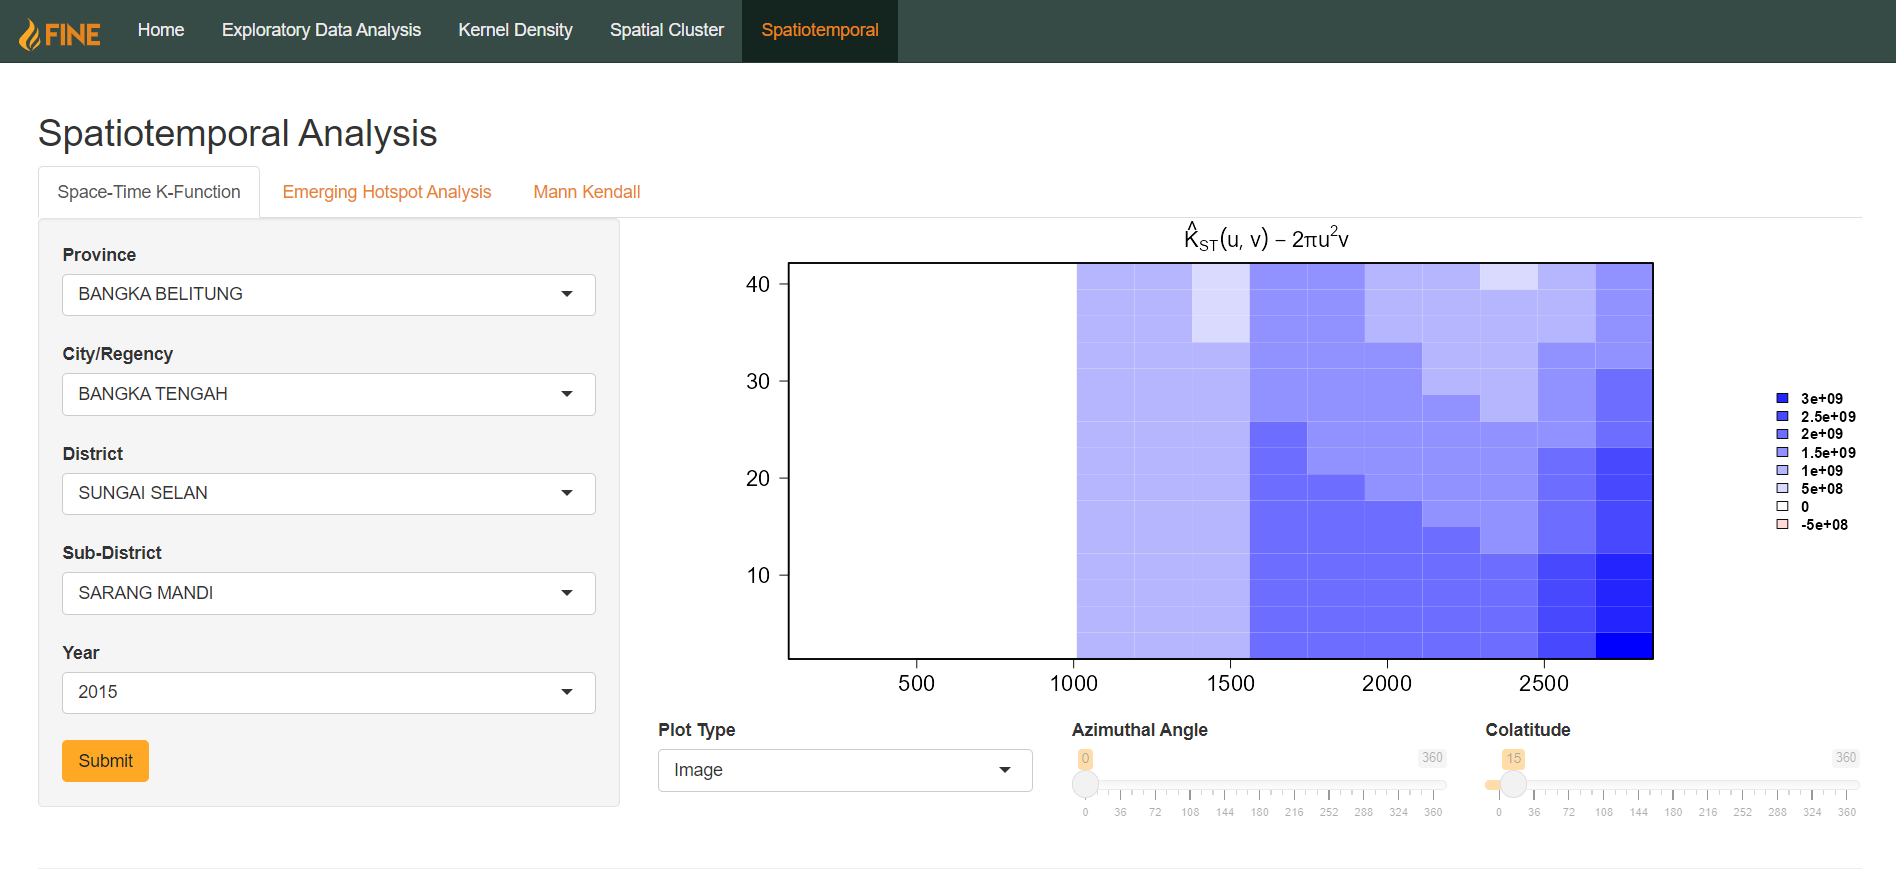 FINE Home Exploratory Data Analysis Kernel Density Spatial Cluster Spatiotemporal
Spatiotemporal Analysis
Space-Time K-Function Emerging Hotspot Analysis Mann Kendall
Province
BANGKA BELITUNG
City/Regency
BANGKA TENGAH
District
SUNGAI SELAN
Sub-District
SARANG MANDI
Year
2015
Submit
K̂ST(u, v) – 2πu²v
40
30
20
10
500 1000 1500 2000 2500
3e+09
2.5e+09
2e+09
1.5e+09
1e+09
5e+08
0
-5e+08
Plot Type
Image
Azimuthal Angle
0 360
0 36 72 108 144 180 216 252 288 324 360
Colatitude
15 360
0 36 72 108 144 180 216 252 288 324 360